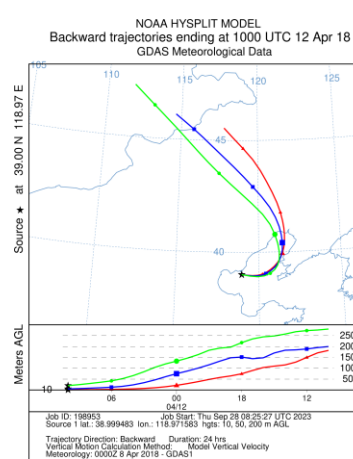 NOAA HYSPLIT MODEL
Backward trajectories ending at 1000 UTC 12 Apr 18
GDAS Meteorological Data
Source ★ at 39.00 N 118.97 E
105
110
115
120
125
45
40
Meters AGL
10
250
200
150
100
50
06
00
18
12
04/12
Job ID: 198953 Job Start: Thu Sep 28 08:25:27 UTC 2023
Source 1 lat.: 38.999483 lon.: 118.971583 hgts: 10, 50, 200 m AGL
Trajectory Direction: Backward Duration: 24 hrs
Vertical Motion Calculation Method: Model Vertical Velocity
Meteorology: 0000Z 8 Apr 2018 - GDAS1